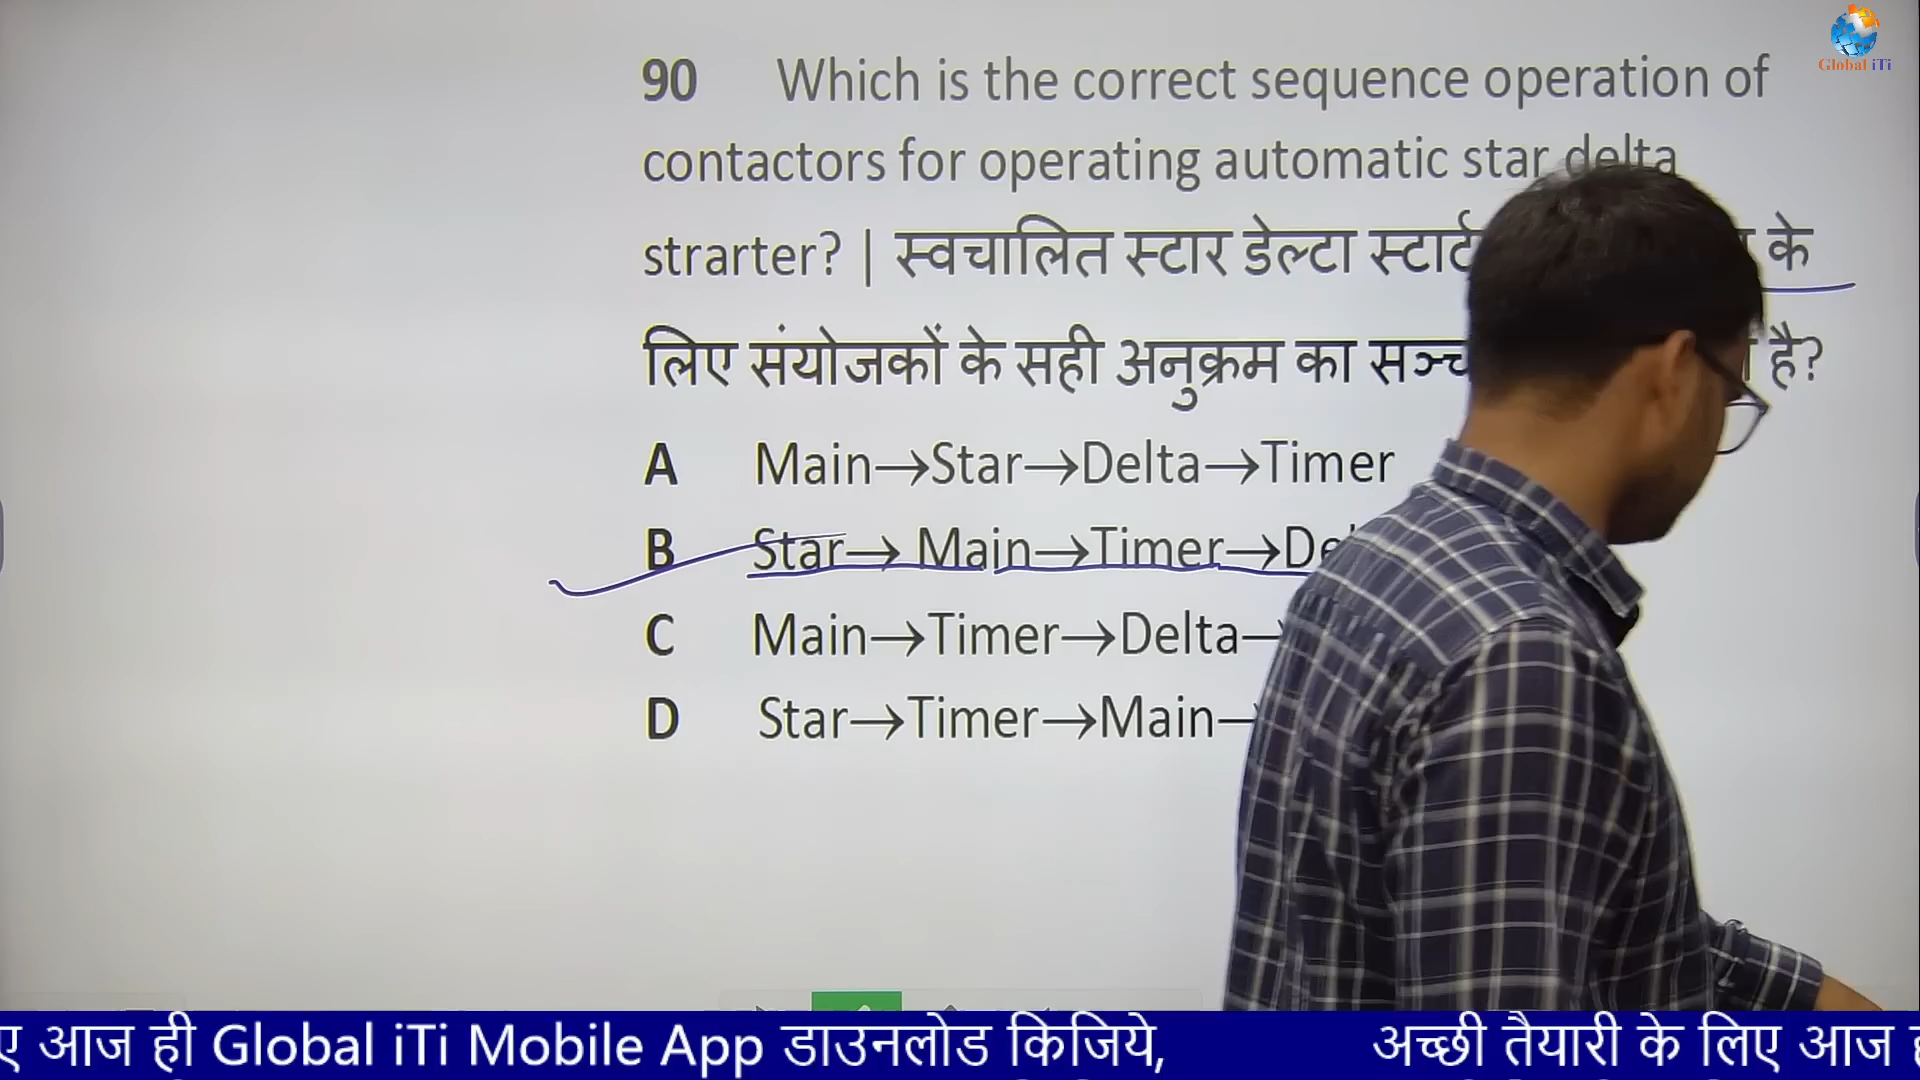 Global iTi
90 Which is the correct sequence operation of
contactors for operating automatic star delta
strarter? | स्वचालित स्टार डेल्टा के
लिए संयोजकों के सही अनुक्रम का है?
A Main→Star→Delta→Timer
B Star→ Main→Timer→
C Main→Timer→Delta→
D Star→Timer→Main→
आज ही Global iTi Mobile App डाउनलोड किजिये, अच्छी तैयारी के लिए आज